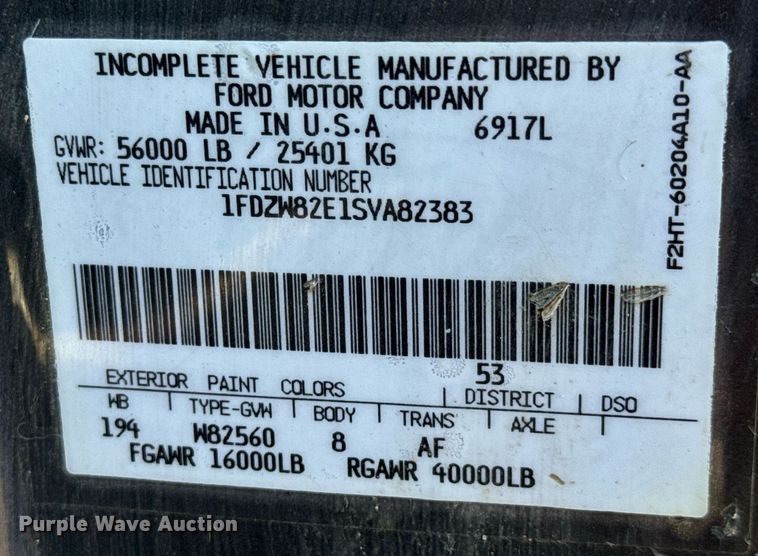 INCOMPLETE VEHICLE MANUFACTURED BY
FORD MOTOR COMPANY
MADE IN U.S.A 6917L
GVWR: 56000 LB / 25401 KG
VEHICLE IDENTIFICATION NUMBER
1FDZW82E1SVA82383
53
EXTERIOR PAINT COLORS DISTRICT DSO
WB TYPE-GVW BODY TRANS AXLE
194 W82560 8 AF
FGAWR 16000LB RGAWR 40000LB
F2HT-60204A10-AA
Purple Wave Auction